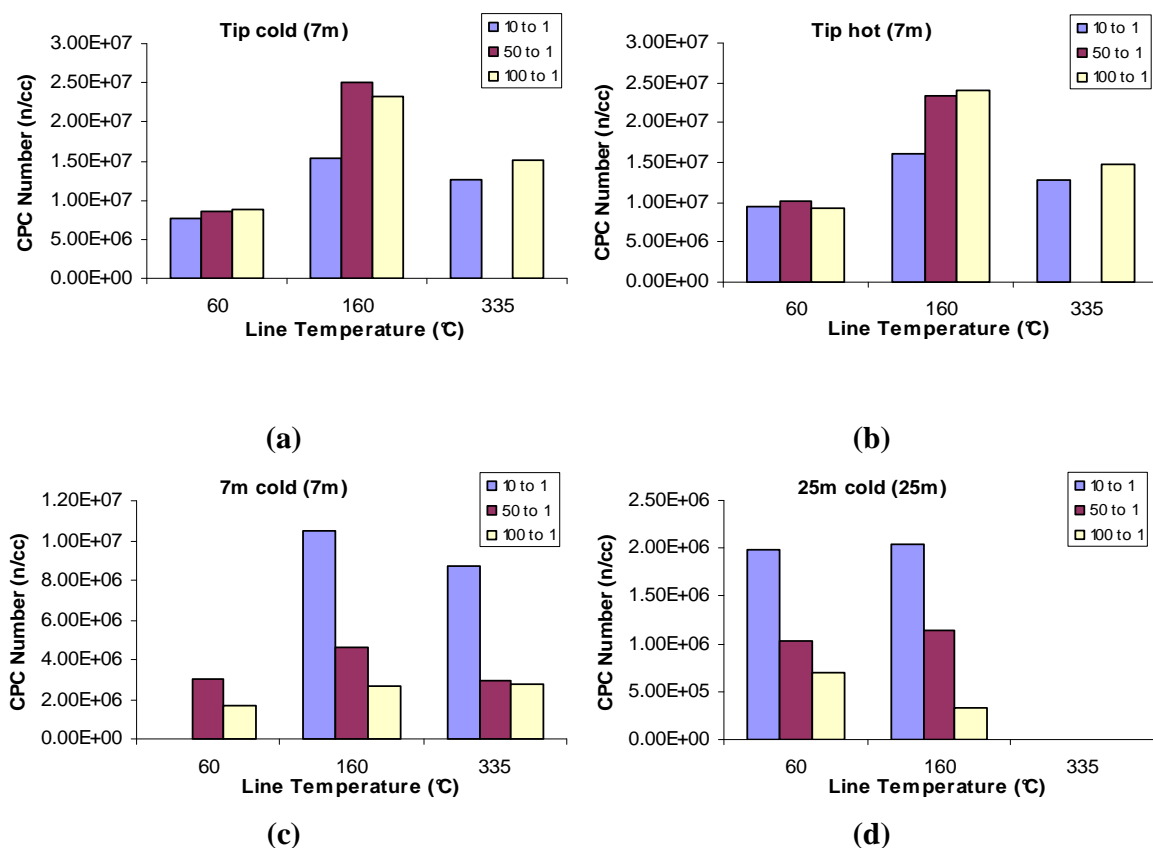 Tip cold (7m)
CPC Number (n/cc)
3.00E+07
2.50E+07
2.00E+07
1.50E+07
1.00E+07
5.00E+06
0.00E+00
10 to 1
50 to 1
100 to 1
60 160 335
Line Temperature (°C)
(a)
Tip hot (7m)
CPC Number (n/cc)
3.00E+07
2.50E+07
2.00E+07
1.50E+07
1.00E+07
5.00E+06
0.00E+00
10 to 1
50 to 1
100 to 1
60 160 335
Line Temperature (°C)
(b)
7m cold (7m)
CPC Number (n/cc)
1.20E+07
1.00E+07
8.00E+06
6.00E+06
4.00E+06
2.00E+06
0.00E+00
10 to 1
50 to 1
100 to 1
60 160 335
Line Temperature (°C)
(c)
25m cold (25m)
CPC Number (n/cc)
2.50E+06
2.00E+06
1.50E+06
1.00E+06
5.00E+05
0.00E+00
10 to 1
50 to 1
100 to 1
60 160 335
Line Temperature (°C)
(d)